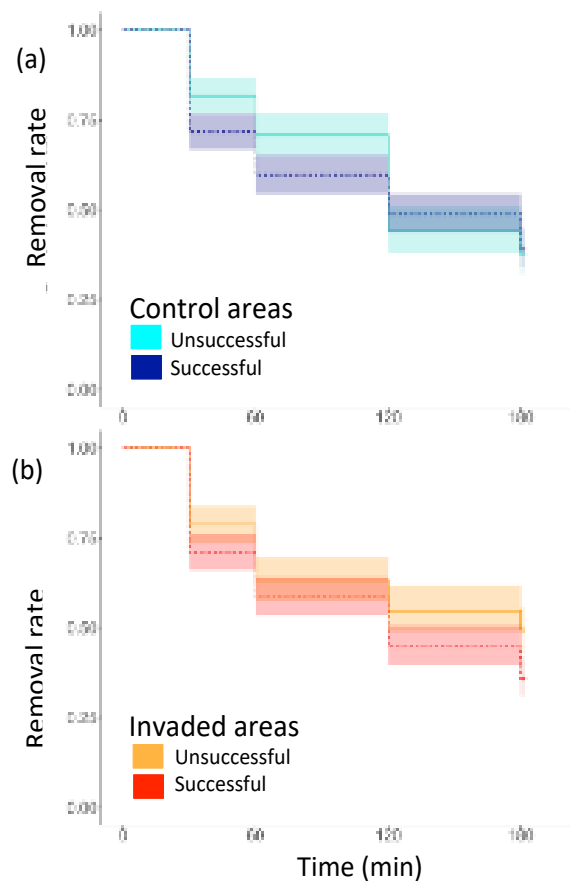 (a)
1.00
0.75
0.50
0.25
0.00
Removal rate
Control areas
Unsuccessful
Successful
0
60
120
180
(b)
1.00
0.75
0.50
0.25
0.00
Removal rate
Invaded areas
Unsuccessful
Successful
0
60
120
180
Time (min)